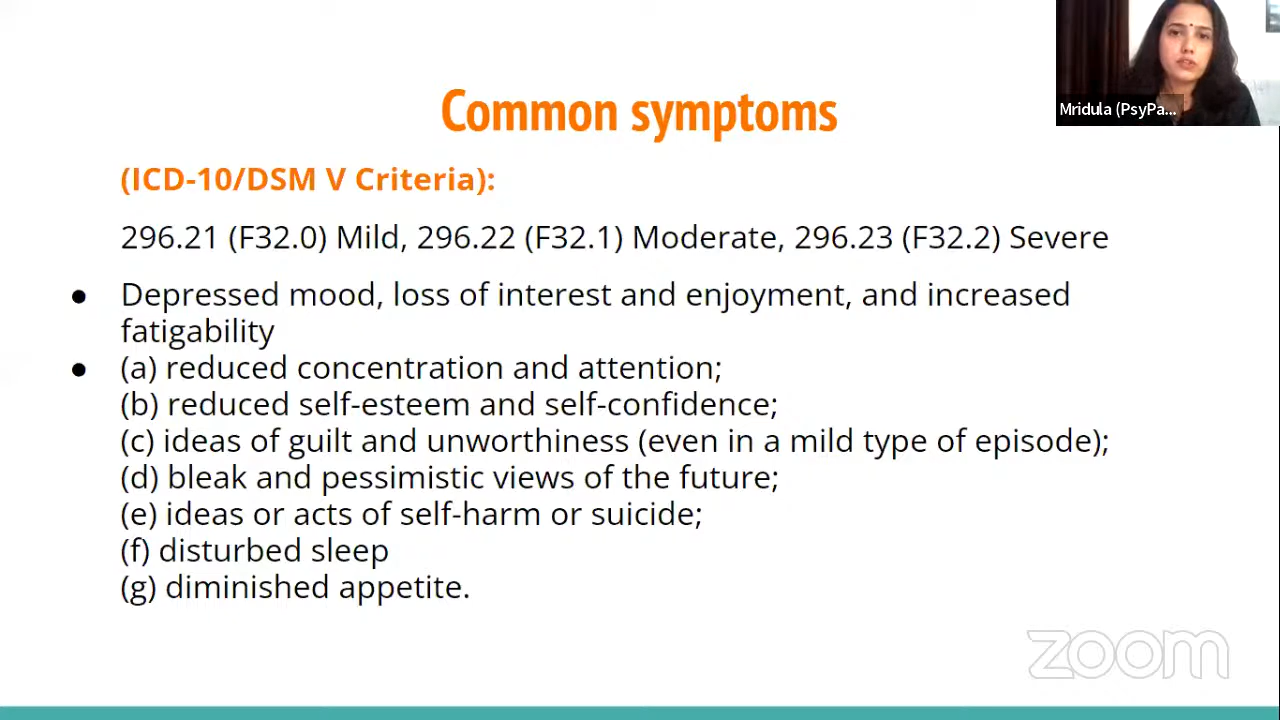 Common symptoms
(ICD-10/DSM V Criteria):
296.21 (F32.0) Mild, 296.22 (F32.1) Moderate, 296.23 (F32.2) Severe
● Depressed mood, loss of interest and enjoyment, and increased
fatigability
● (a) reduced concentration and attention;
(b) reduced self-esteem and self-confidence;
(c) ideas of guilt and unworthiness (even in a mild type of episode);
(d) bleak and pessimistic views of the future;
(e) ideas or acts of self-harm or suicide;
(f) disturbed sleep
(g) diminished appetite.
Mridula (PsyPa...
zoom